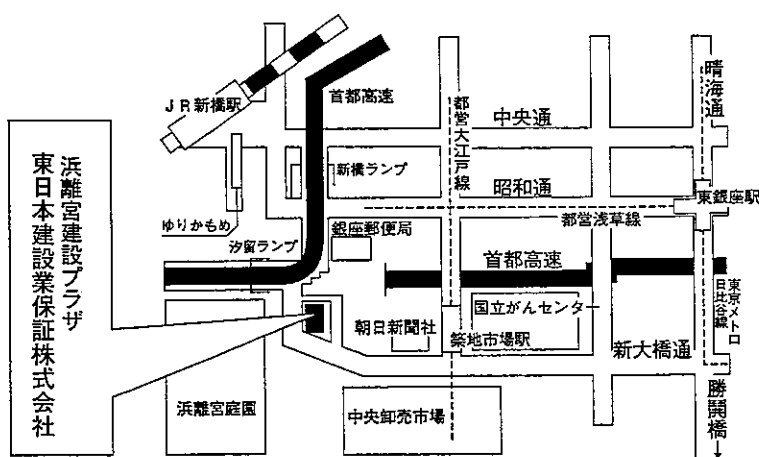 浜離宮建設プラザ
東日本建設業保証株式会社
JR新橋駅
首都高速
都営大江戸線
中央通
晴海通
新橋ランプ
昭和通
東銀座駅
ゆりかもめ
汐留ランプ
銀座郵便局
都営浅草線
首都高速
国立がんセンター
朝日新聞社
築地市場駅
東京メトロ
日比谷線
新大橋通
浜離宮庭園
中央卸売市場
勝鬨橋